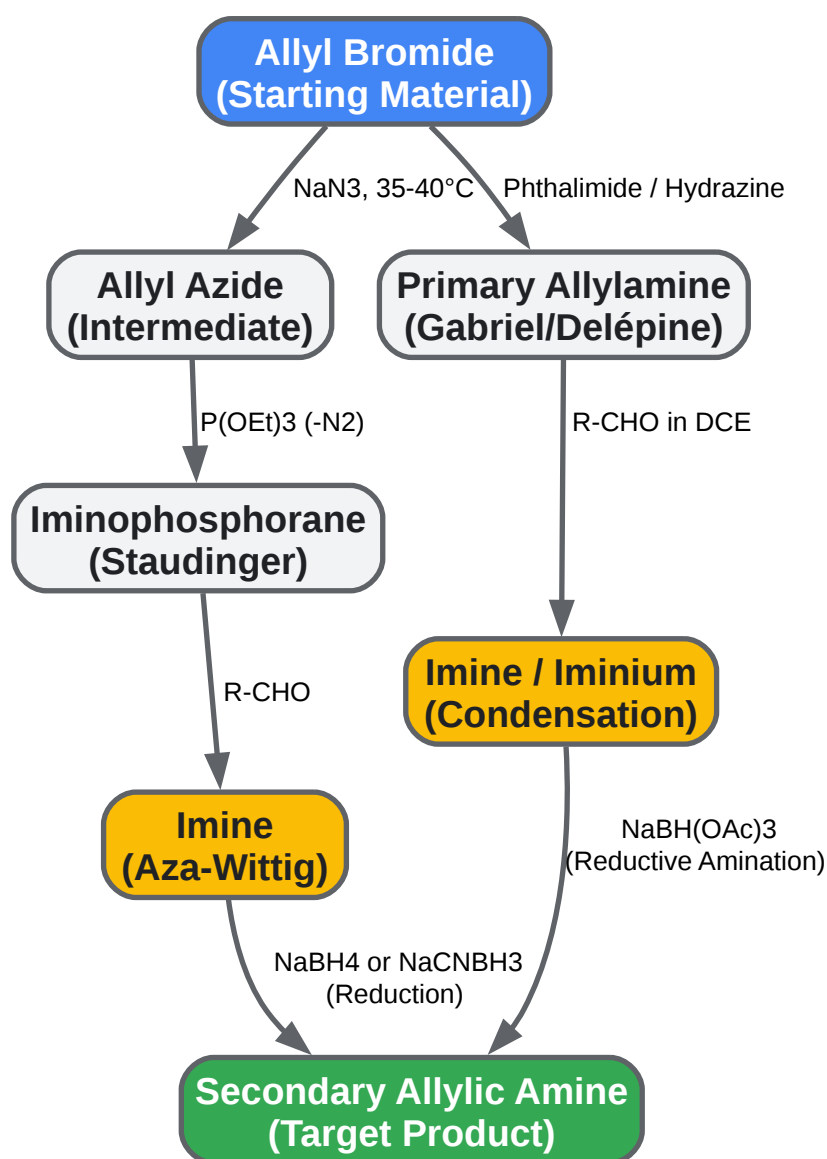 Allyl Bromide
(Starting Material)
NaN3, 35-40°C
Phthalimide / Hydrazine
Allyl Azide
(Intermediate)
Primary Allylamine
(Gabriel/Delépine)
P(OEt)3 (-N2)
R-CHO in DCE
Iminophosphorane
(Staudinger)
R-CHO
Imine / Iminium
(Condensation)
Imine
(Aza-Wittig)
NaBH(OAc)3
(Reductive Amination)
NaBH4 or NaCNBH3
(Reduction)
Secondary Allylic Amine
(Target Product)